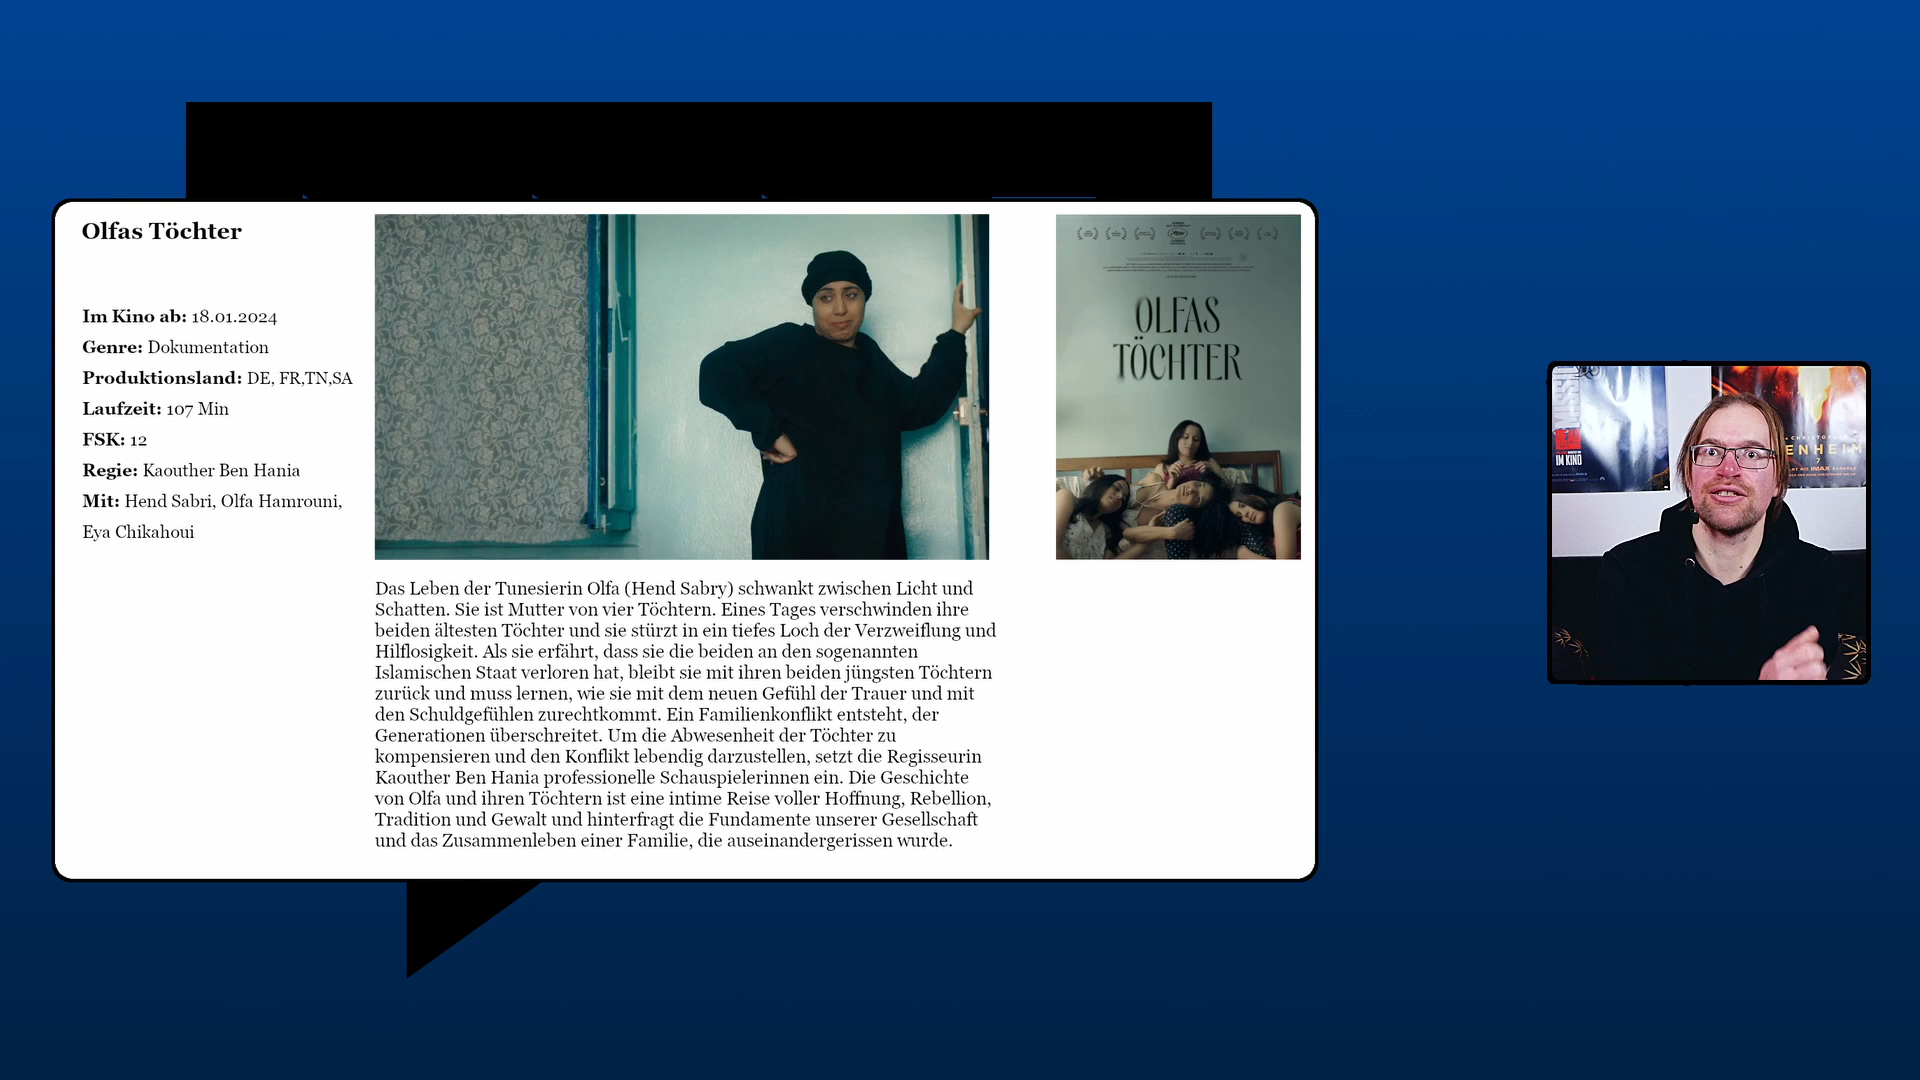 Olfas Töchter
Im Kino ab: 18.01.2024
Genre: Dokumentation
Produktionsland: DE, FR,TN,SA
Laufzeit: 107 Min
FSK: 12
Regie: Kaouther Ben Hania
Mit: Hend Sabri, Olfa Hamrouni,
Eya Chikahoui
Das Leben der Tunesierin Olfa (Hend Sabry) schwankt zwischen Licht und
Schatten. Sie ist Mutter von vier Töchtern. Eines Tages verschwinden ihre
beiden ältesten Töchter und sie stürzt in ein tiefes Loch der Verzweiflung und
Hilflosigkeit. Als sie erfährt, dass sie die beiden an den sogenannten
Islamischen Staat verloren hat, bleibt sie mit ihren beiden jüngsten Töchtern
zurück und muss lernen, wie sie mit dem neuen Gefühl der Trauer und mit
den Schuldgefühlen zurechtkommt. Ein Familienkonflikt entsteht, der
Generationen überschreitet. Um die Abwesenheit der Töchter zu
kompensieren und den Konflikt lebendig darzustellen, setzt die Regisseurin
Kaouther Ben Hania professionelle Schauspielerinnen ein. Die Geschichte
von Olfa und ihren Töchtern ist eine intime Reise voller Hoffnung, Rebellion,
Tradition und Gewalt und hinterfragt die Fundamente unserer Gesellschaft
und das Zusammenleben einer Familie, die auseinandergerissen wurde.
OLFAS
TÖCHTER
IM KINO
ENHEIM